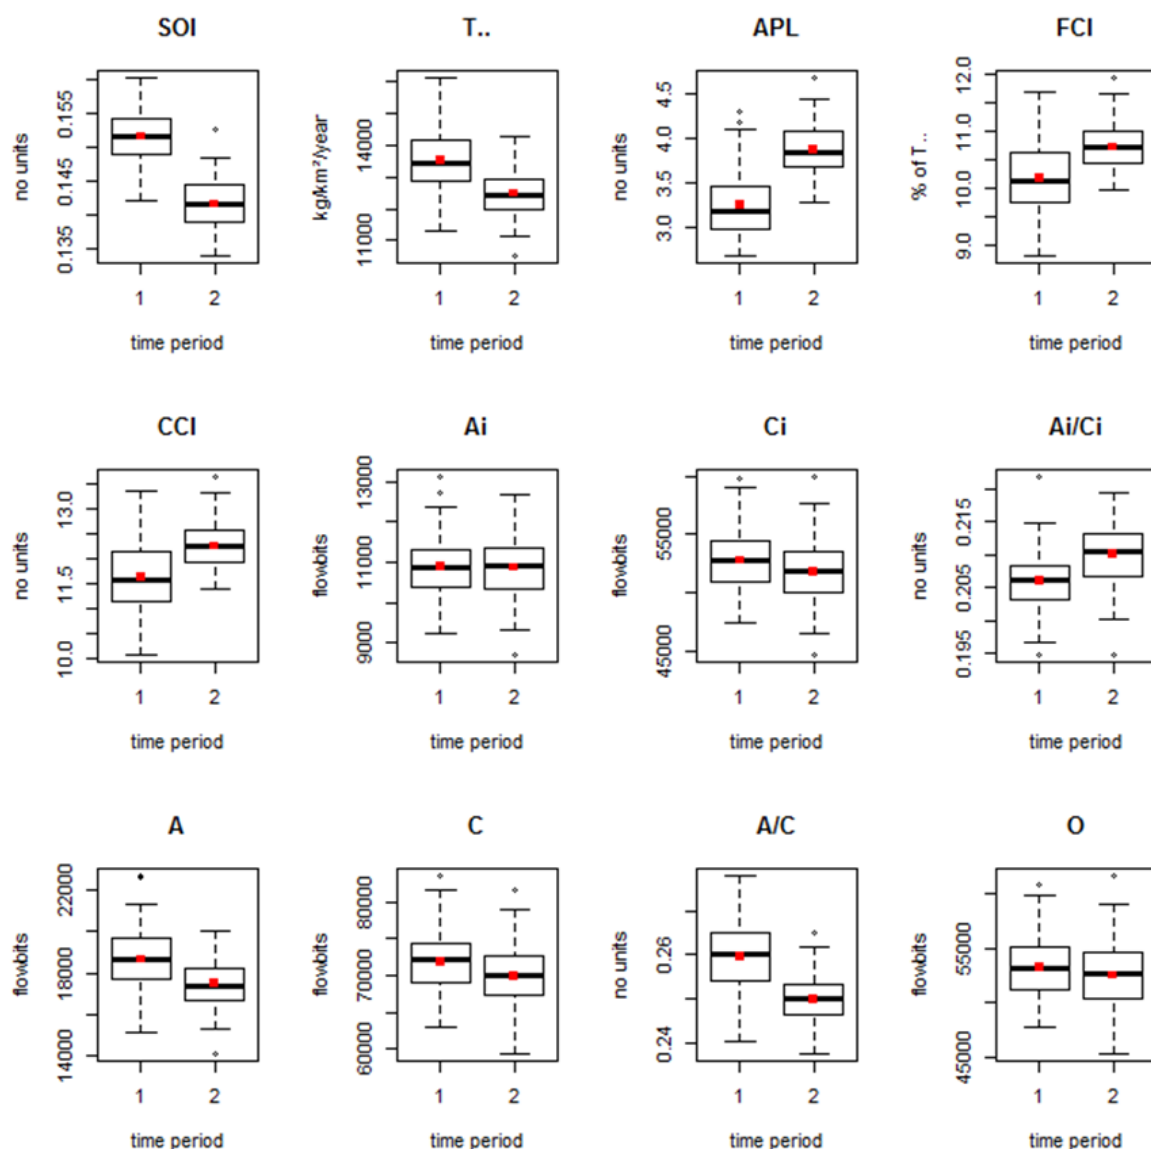 SOI T.. APL FCI
no units 0.135 0.145 0.155 1 2 time period
kg/km²/year 11000 14000 1 2 time period
no units 3.0 3.5 4.0 4.5 1 2 time period
% of T.. 9.0 10.0 11.0 12.0 1 2 time period
CCI Ai Ci Ai/Ci
no units 10.0 11.5 13.0 1 2 time period
flowbits 9000 11000 13000 1 2 time period
flowbits 45000 55000 1 2 time period
no units 0.195 0.205 0.215 1 2 time period
A C A/C O
flowbits 14000 18000 22000 1 2 time period
flowbits 60000 70000 80000 1 2 time period
no units 0.24 0.26 1 2 time period
flowbits 45000 55000 1 2 time period